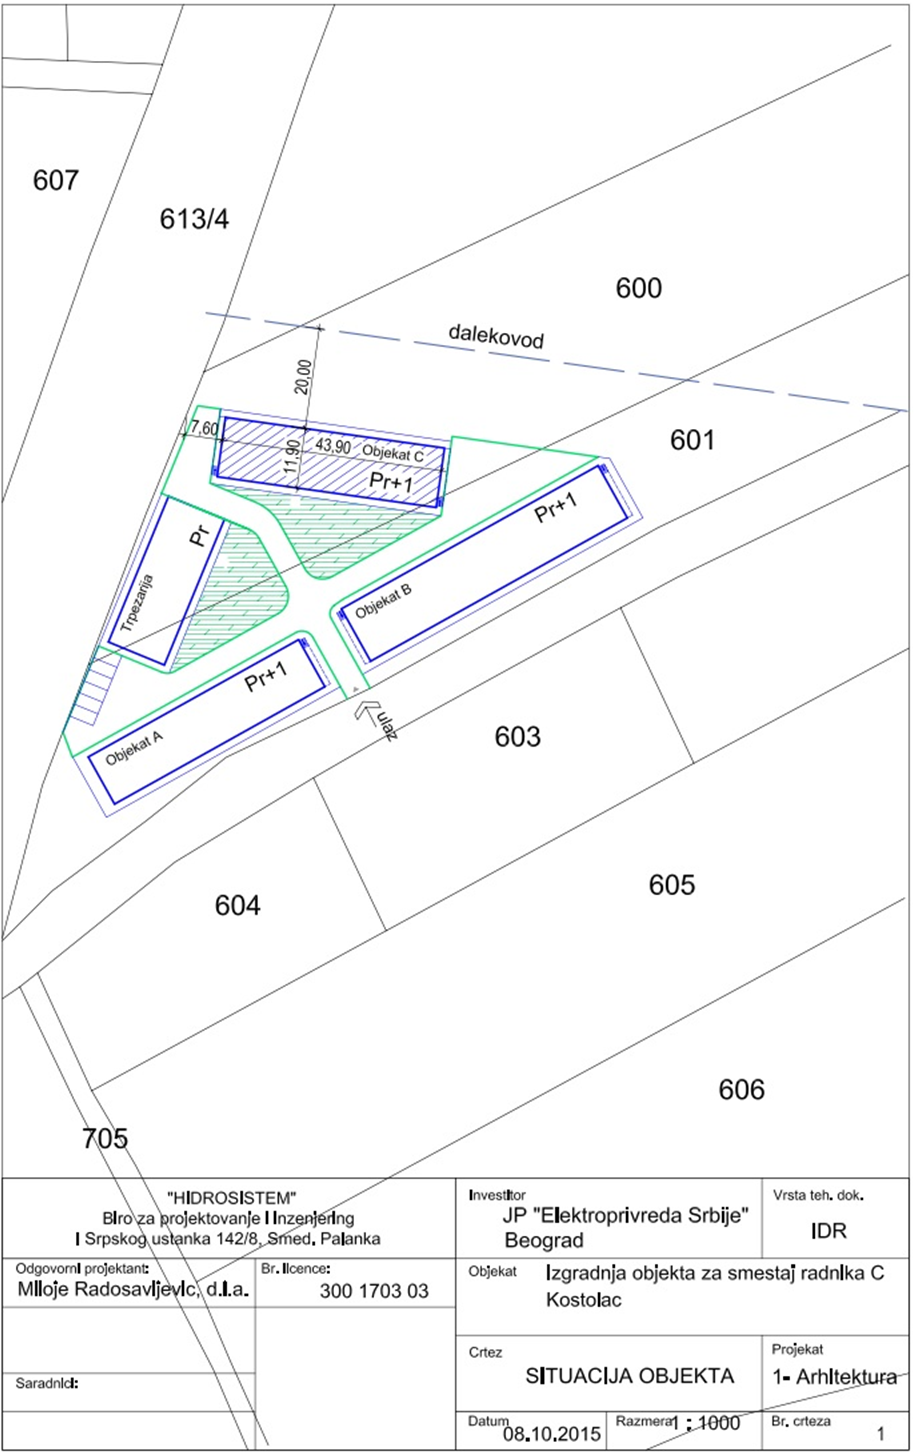 607
613/4
600
dalekovod
20,00
601
7,60
43,90
Objekat C
11,90
Pr+1
Pr+1
Pr
Trpezarija
Objekat B
Pr+1
Objekat A
ulaz
603
604
605
606
705
"HIDROSISTEM"
Biro za projektovanje i inzenjering
I Srpskog ustanka 142/8, Smed. Palanka
Odgovorni projektant:
Miloje Radosavljevic, d.i.a.
Br. licence:
300 1703 03
Saradnici:
Investitor
JP "Elektroprivreda Srbije"
Beograd
Vrsta teh. dok.
IDR
Objekat
Izgradnja objekta za smestaj radnika C
Kostolac
Crtez
SITUACIJA OBJEKTA
Projekat
1- Arhitektura
Datum
08.10.2015
Razmera 1 : 1000
Br. crteza
1